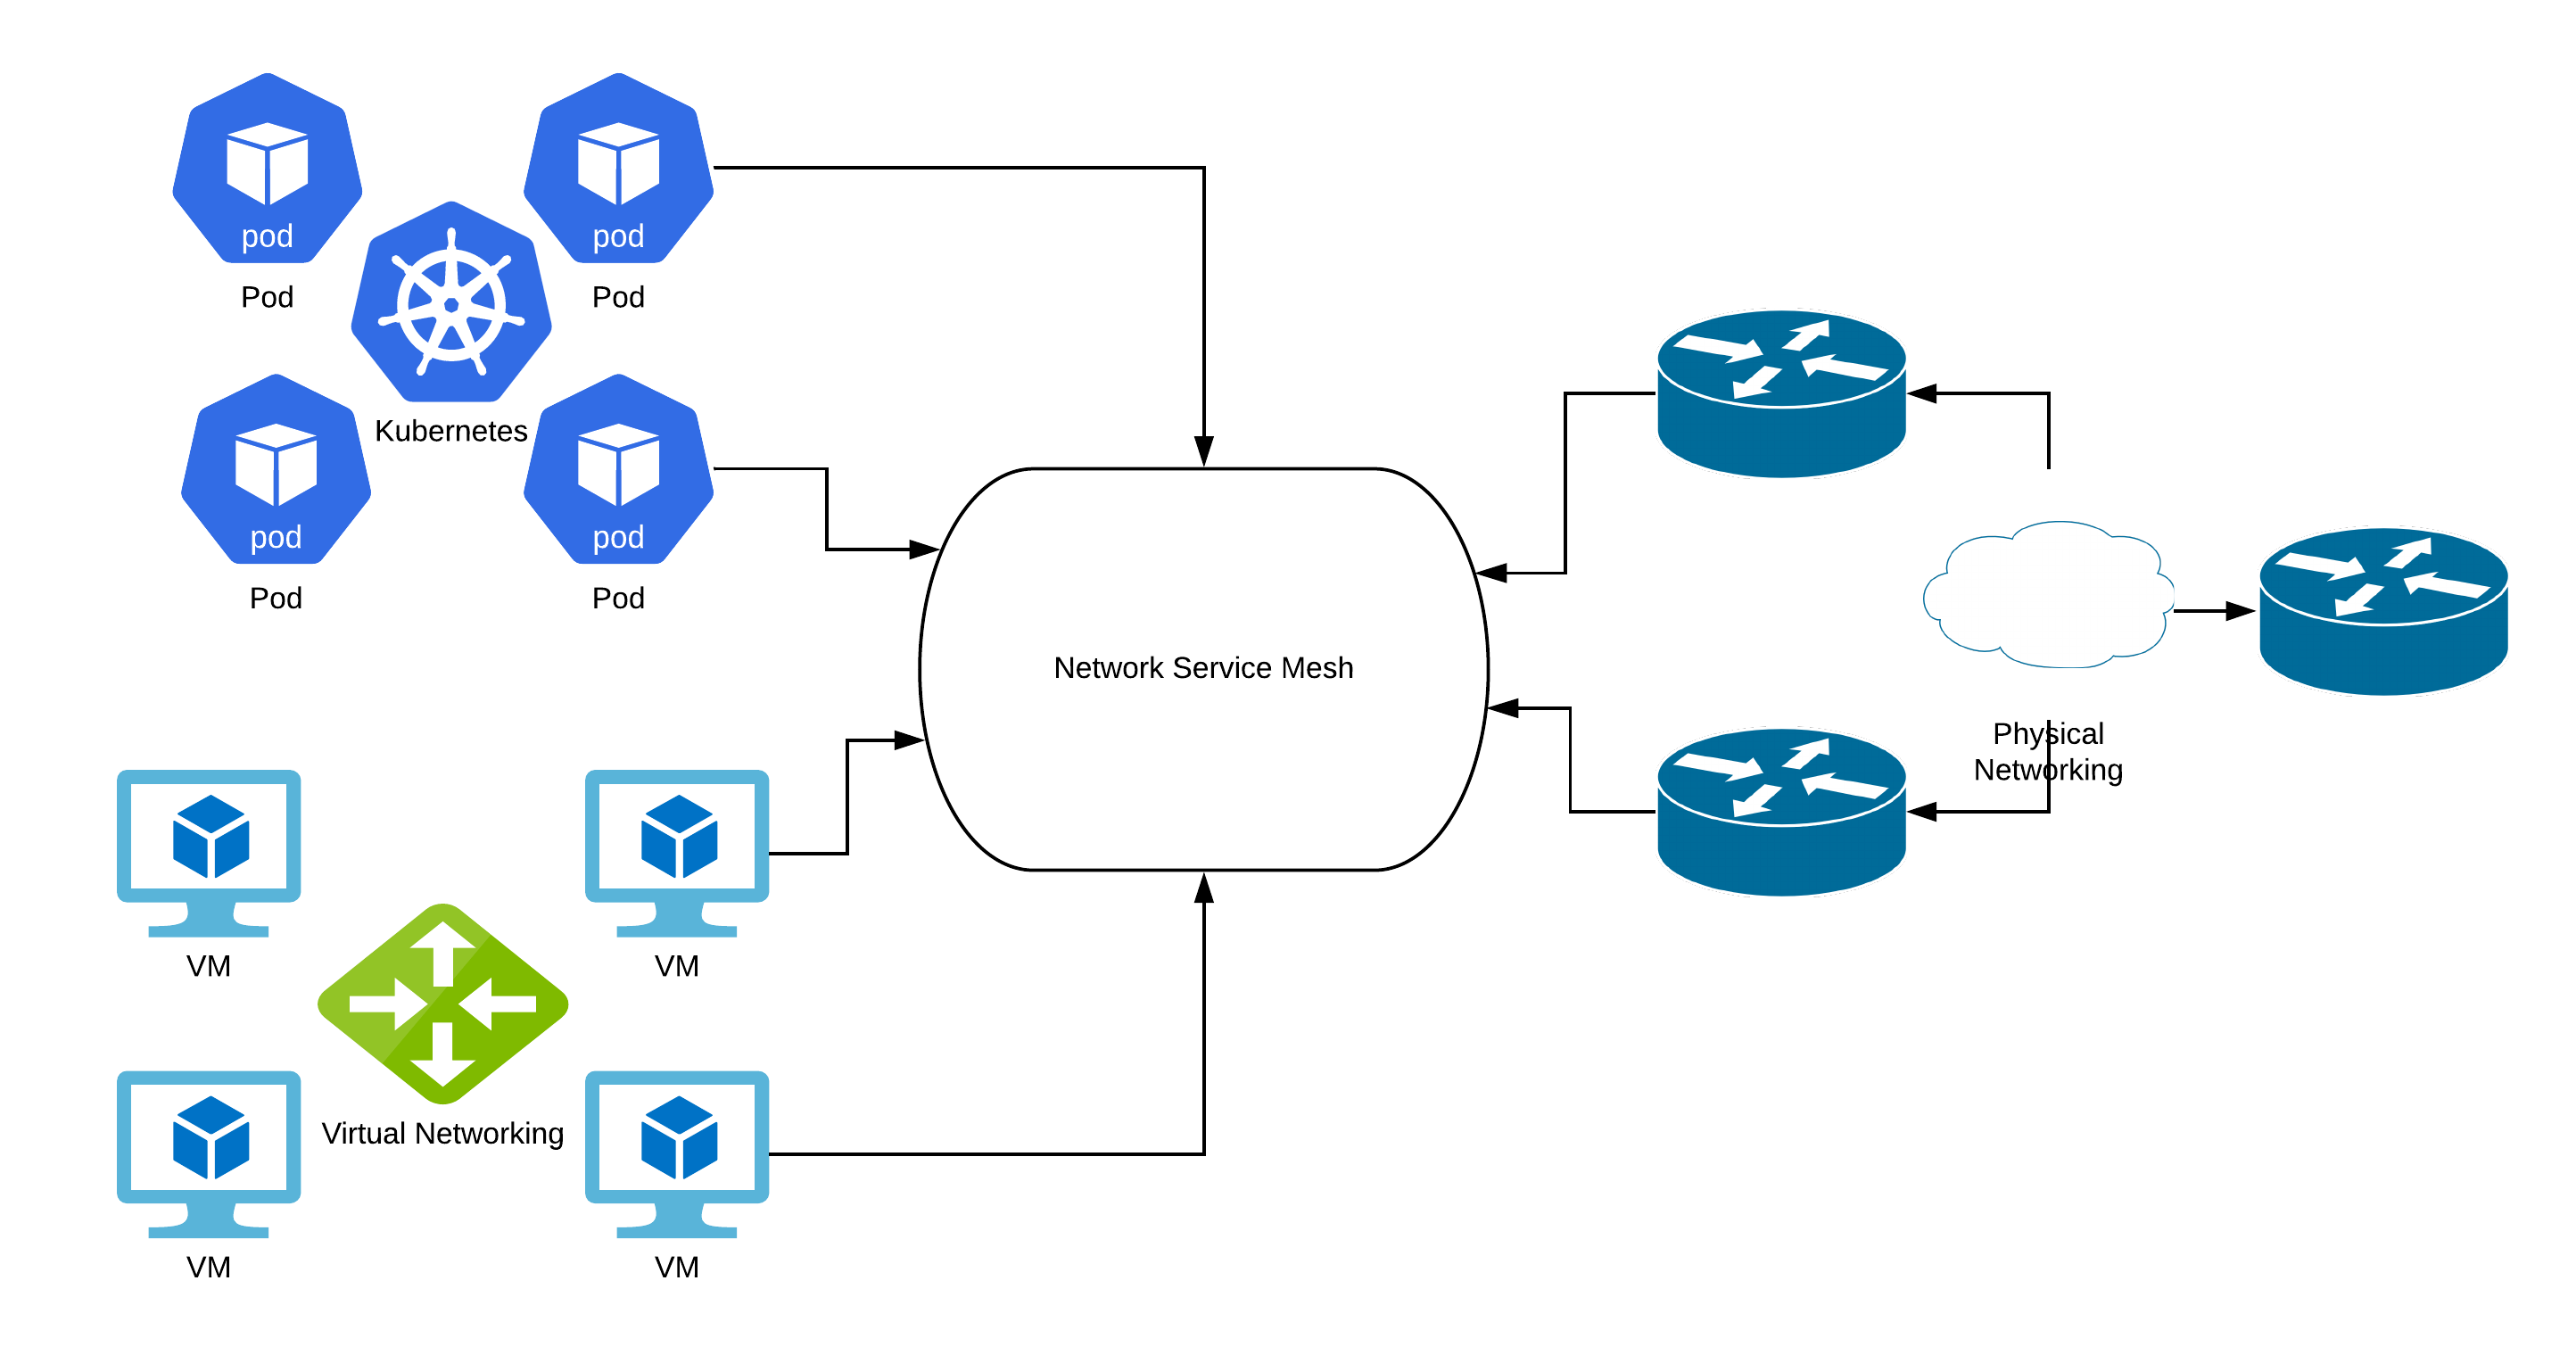 pod
pod
Pod
Pod
Kubernetes
pod
pod
Pod
Pod
Network Service Mesh
Physical
Networking
VM
VM
Virtual Networking
VM
VM